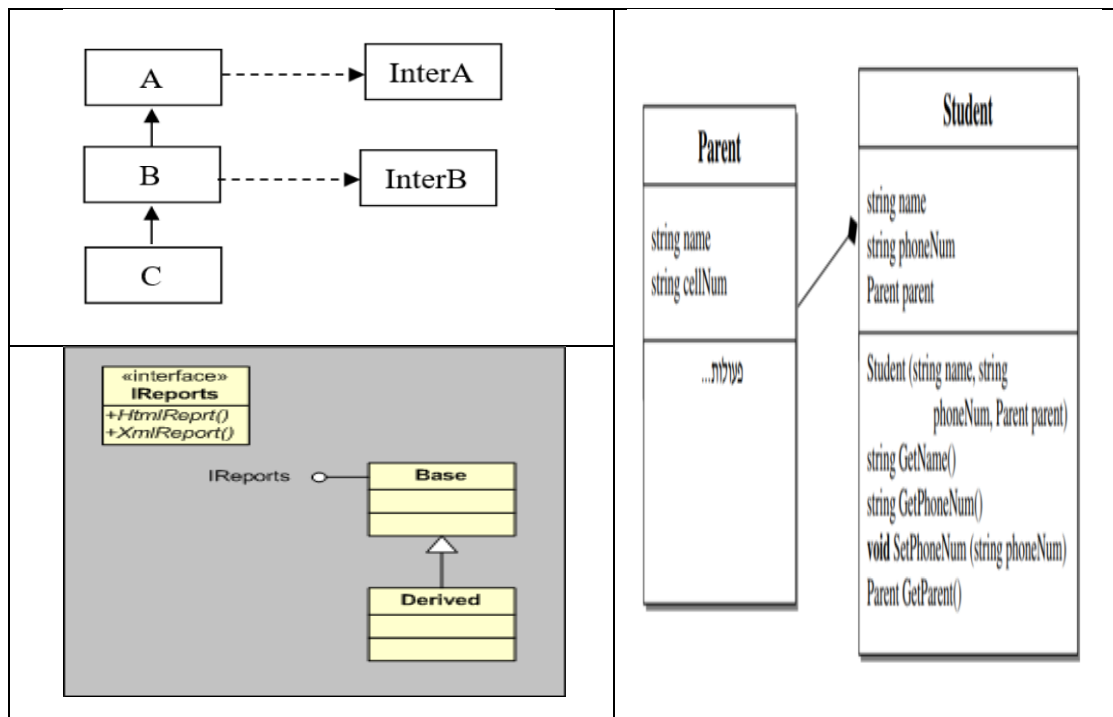 A
InterA
B
InterB
C
«interface»
IReports
+HtmlReprt()
+XmlReport()
IReports
Base
Derived
Parent
string name
string cellNum
פעולות...
Student
string name
string phoneNum
Parent parent
Student (string name, string
phoneNum, Parent parent)
string GetName()
string GetPhoneNum()
void SetPhoneNum (string phoneNum)
Parent GetParent()